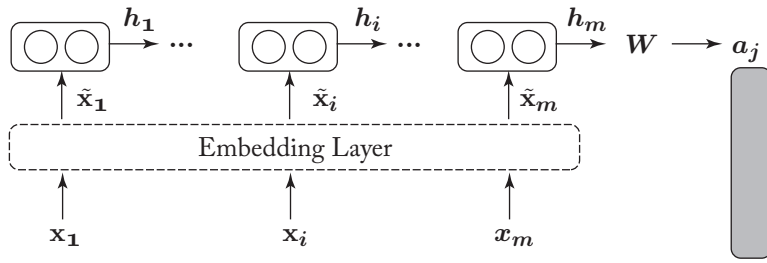 h₁ hᵢ hₘ
... ... W aⱼ
x̃₁ x̃ᵢ x̃ₘ
Embedding Layer
x₁ xᵢ xₘ